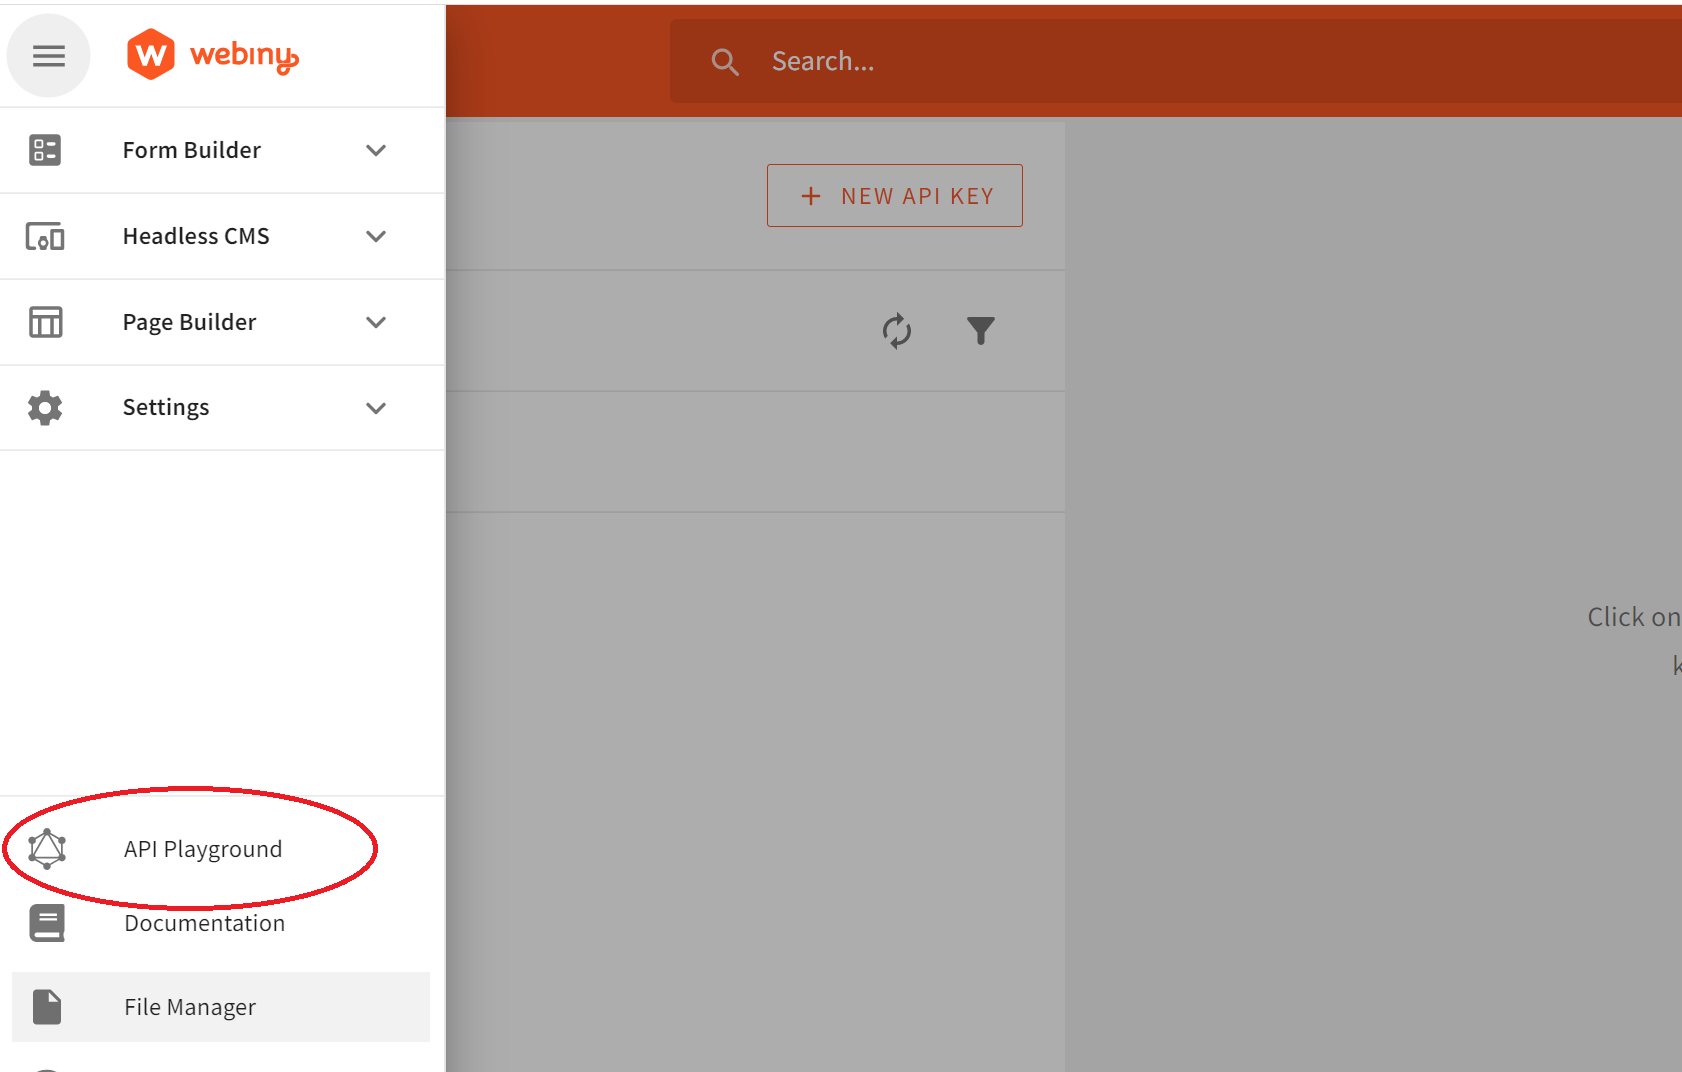 webiny
Search...
Form Builder
NEW API KEY
Headless CMS
Page Builder
Settings
Click on
k
API Playground
Documentation
File Manager